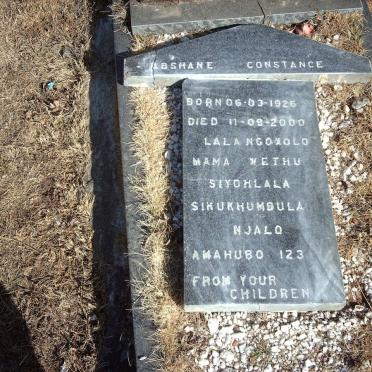 ABSHANE CONSTANCE
BORN 06-03-1926
DIED 11-09-2000
LALA NGOXOLO
MAMA WETHU
SIYOHLALA
SIKUKHUMBULA
NJALO
AMAHUBO 123
FROM YOUR
CHILDREN